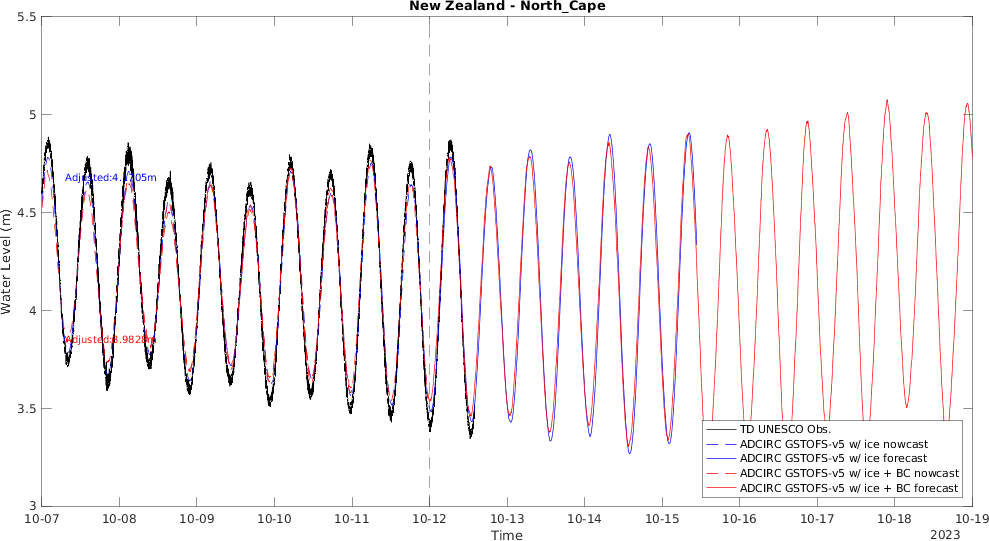 New Zealand - North_Cape
5.5
5
4.5
4
3.5
3
Water Level (m)
Adjusted:4.1705m
Adjusted:3.9828m
TD UNESCO Obs.
ADCIRC GSTOFS-v5 w/ ice nowcast
ADCIRC GSTOFS-v5 w/ ice forecast
ADCIRC GSTOFS-v5 w/ ice + BC nowcast
ADCIRC GSTOFS-v5 w/ ice + BC forecast
10-07 10-08 10-09 10-10 10-11 10-12 10-13 10-14 10-15 10-16 10-17 10-18 10-19
Time
2023